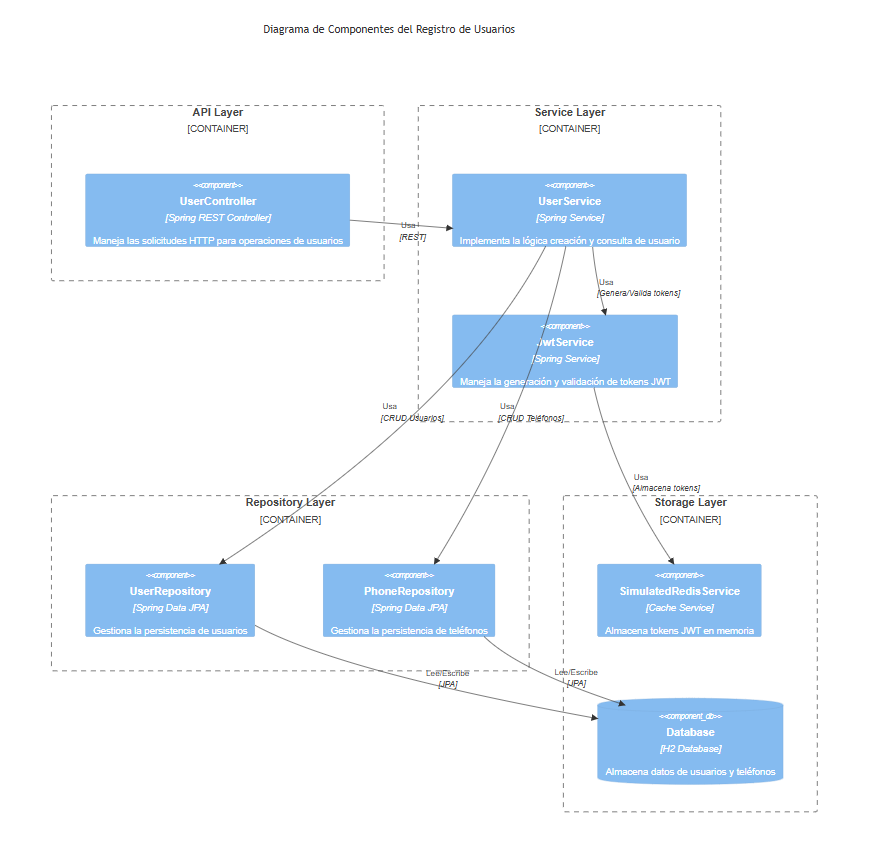 Diagrama de Componentes del Registro de Usuarios
API Layer
[CONTAINER]
<<component>>
UserController
[Spring REST Controller]
Maneja las solicitudes HTTP para operaciones de usuarios
Usa
[REST]
Service Layer
[CONTAINER]
<<component>>
UserService
[Spring Service]
Implementa la lógica creación y consulta de usuario
Usa
[Genera/Valida tokens]
<<component>>
JwtService
[Spring Service]
Maneja la generación y validación de tokens JWT
Usa
[CRUD Usuarios]
Usa
[CRUD Teléfonos]
Usa
[Almacena tokens]
Repository Layer
[CONTAINER]
<<component>>
UserRepository
[Spring Data JPA]
Gestiona la persistencia de usuarios
<<component>>
PhoneRepository
[Spring Data JPA]
Gestiona la persistencia de teléfonos
Storage Layer
[CONTAINER]
<<component>>
SimulatedRedisService
[Cache Service]
Almacena tokens JWT en memoria
Lee/Escribe
[JPA]
Lee/Escribe
[JPA]
<<component_db>>
Database
[H2 Database]
Almacena datos de usuarios y teléfonos